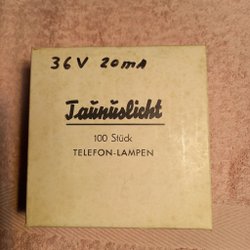 36V 20mA
Taunuslicht
100 Stück
TELEFON-LAMPEN